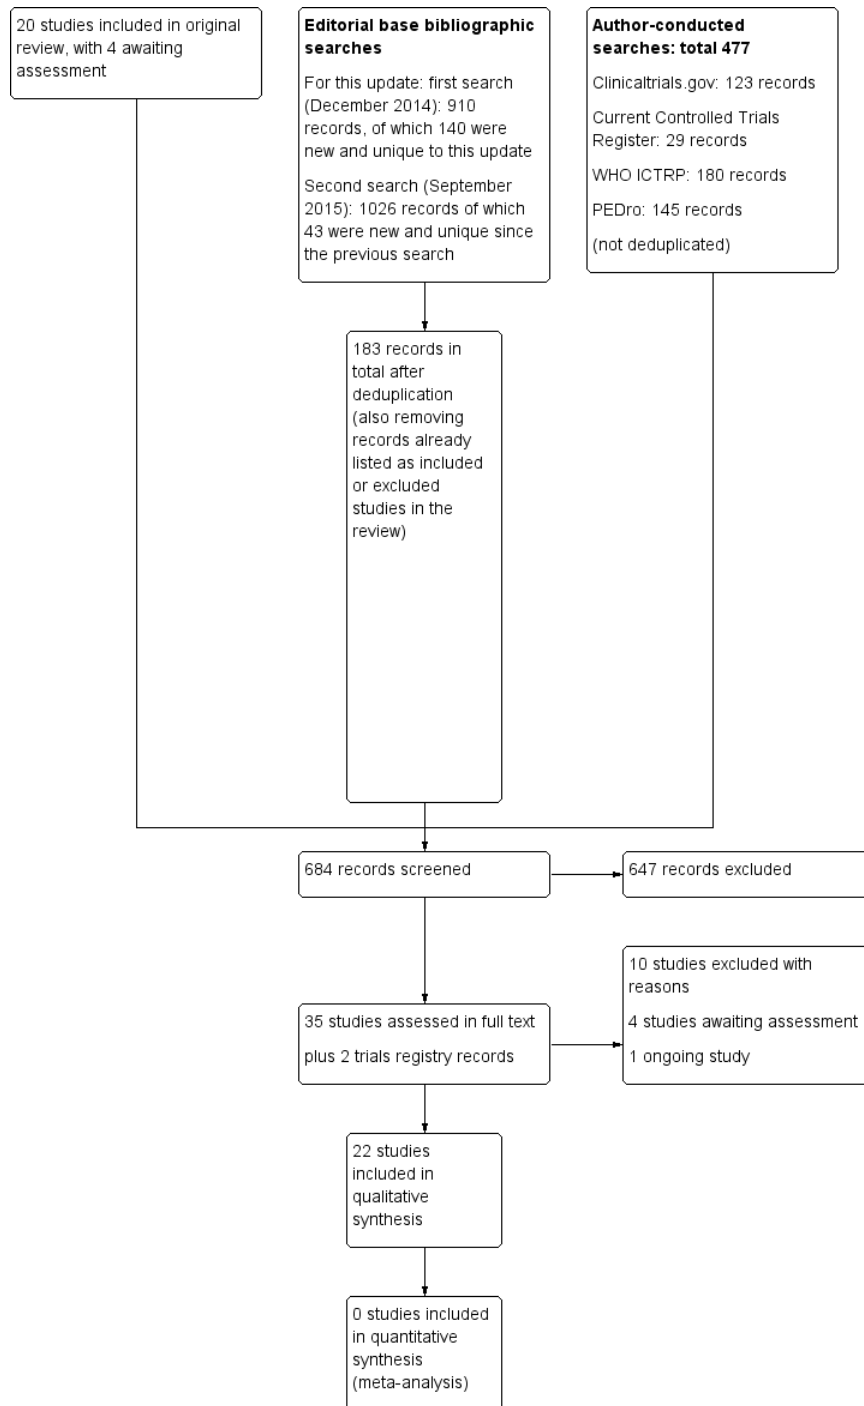 20 studies included in original
review, with 4 awaiting
assessment
Editorial base bibliographic
searches
For this update: first search
(December 2014): 910
records, of which 140 were
new and unique to this update
Second search (September
2015): 1026 records of which
43 were new and unique since
the previous search
Author-conducted
searches: total 477
Clinicaltrials.gov: 123 records
Current Controlled Trials
Register: 29 records
WHO ICTRP: 180 records
PEDro: 145 records
(not deduplicated)
183 records in
total after
deduplication
(also removing
records already
listed as included
or excluded
studies in the
review)
684 records screened
647 records excluded
35 studies assessed in full text
plus 2 trials registry records
10 studies excluded with
reasons
4 studies awaiting assessment
1 ongoing study
22 studies
included in
qualitative
synthesis
0 studies included
in quantitative
synthesis
(meta-analysis)